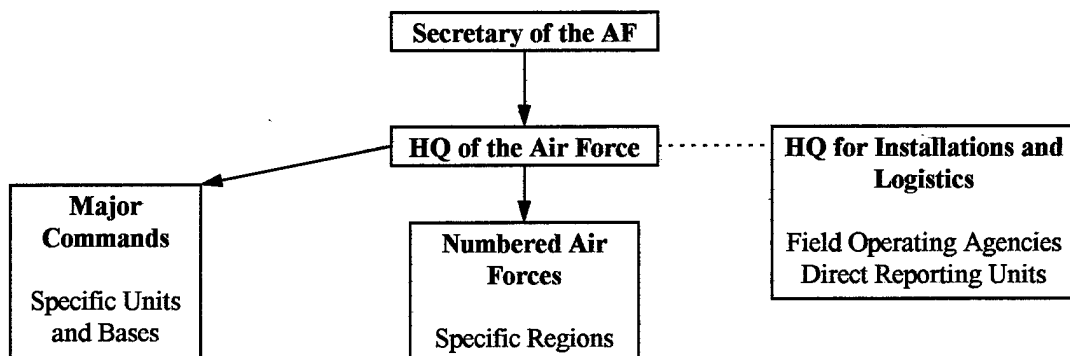 Secretary of the AF
HQ of the Air Force
HQ for Installations and
Logistics
Field Operating Agencies
Direct Reporting Units
Major
Commands
Specific Units
and Bases
Numbered Air
Forces
Specific Regions